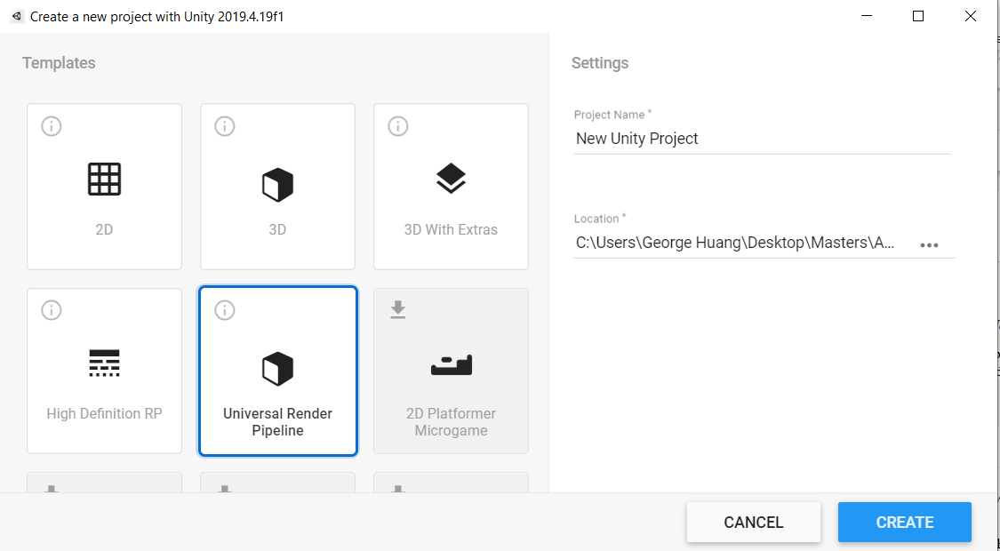 Create a new project with Unity 2019.4.19f1
Templates
2D
3D
3D With Extras
High Definition RP
Universal Render
Pipeline
2D Platformer
Microgame
Settings
Project Name *
New Unity Project
Location *
C:\Users\George Huang\Desktop\Masters\A...
CANCEL
CREATE